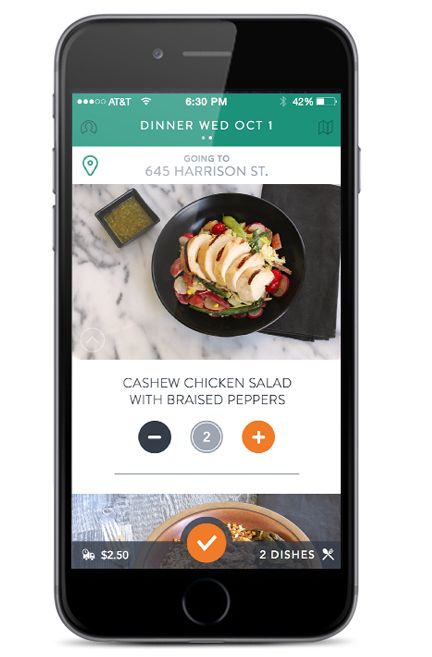 AT&T 6:30 PM 42%
DINNER WED OCT 1
GOING TO
645 HARRISON ST.
CASHEW CHICKEN SALAD
WITH BRAISED PEPPERS
2
$2.50 2 DISHES